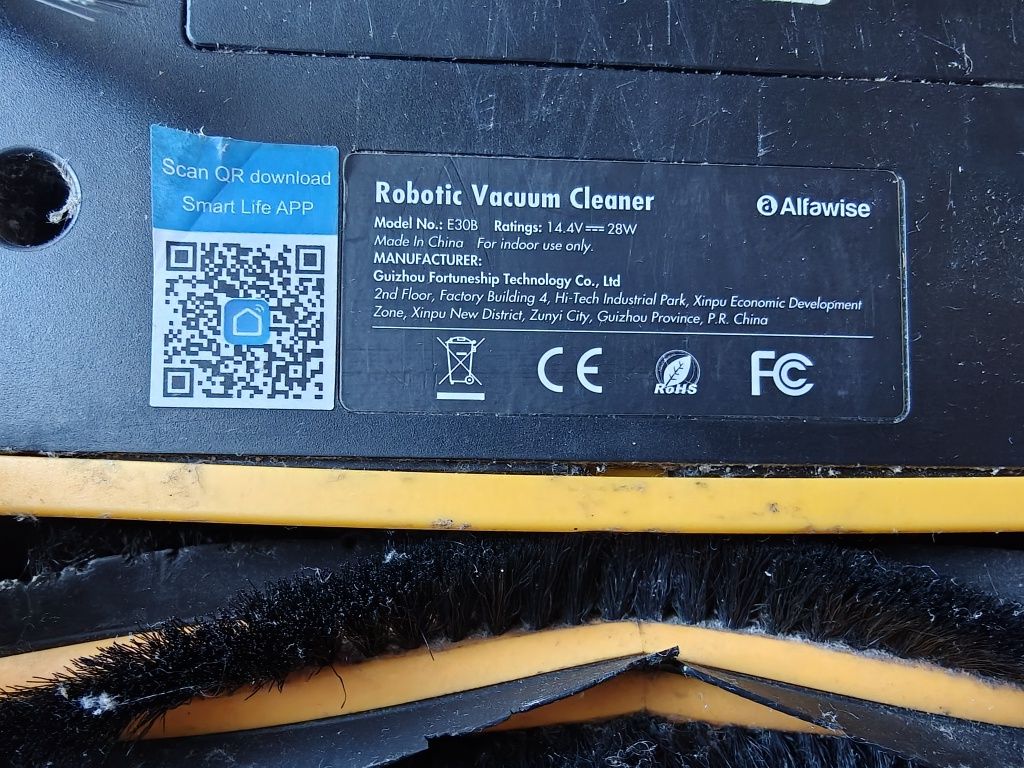 Scan QR download
Smart Life APP
Robotic Vacuum Cleaner
Alfawise
Model No.: E30B Ratings: 14.4V⎓28W
Made In China For indoor use only.
MANUFACTURER:
Guizhou Fortuneship Technology Co., Ltd
2nd Floor, Factory Building 4, Hi-Tech Industrial Park, Xinpu Economic Development
Zone, Xinpu New District, Zunyi City, Guizhou Province, P.R. China
CE
RoHS
FC